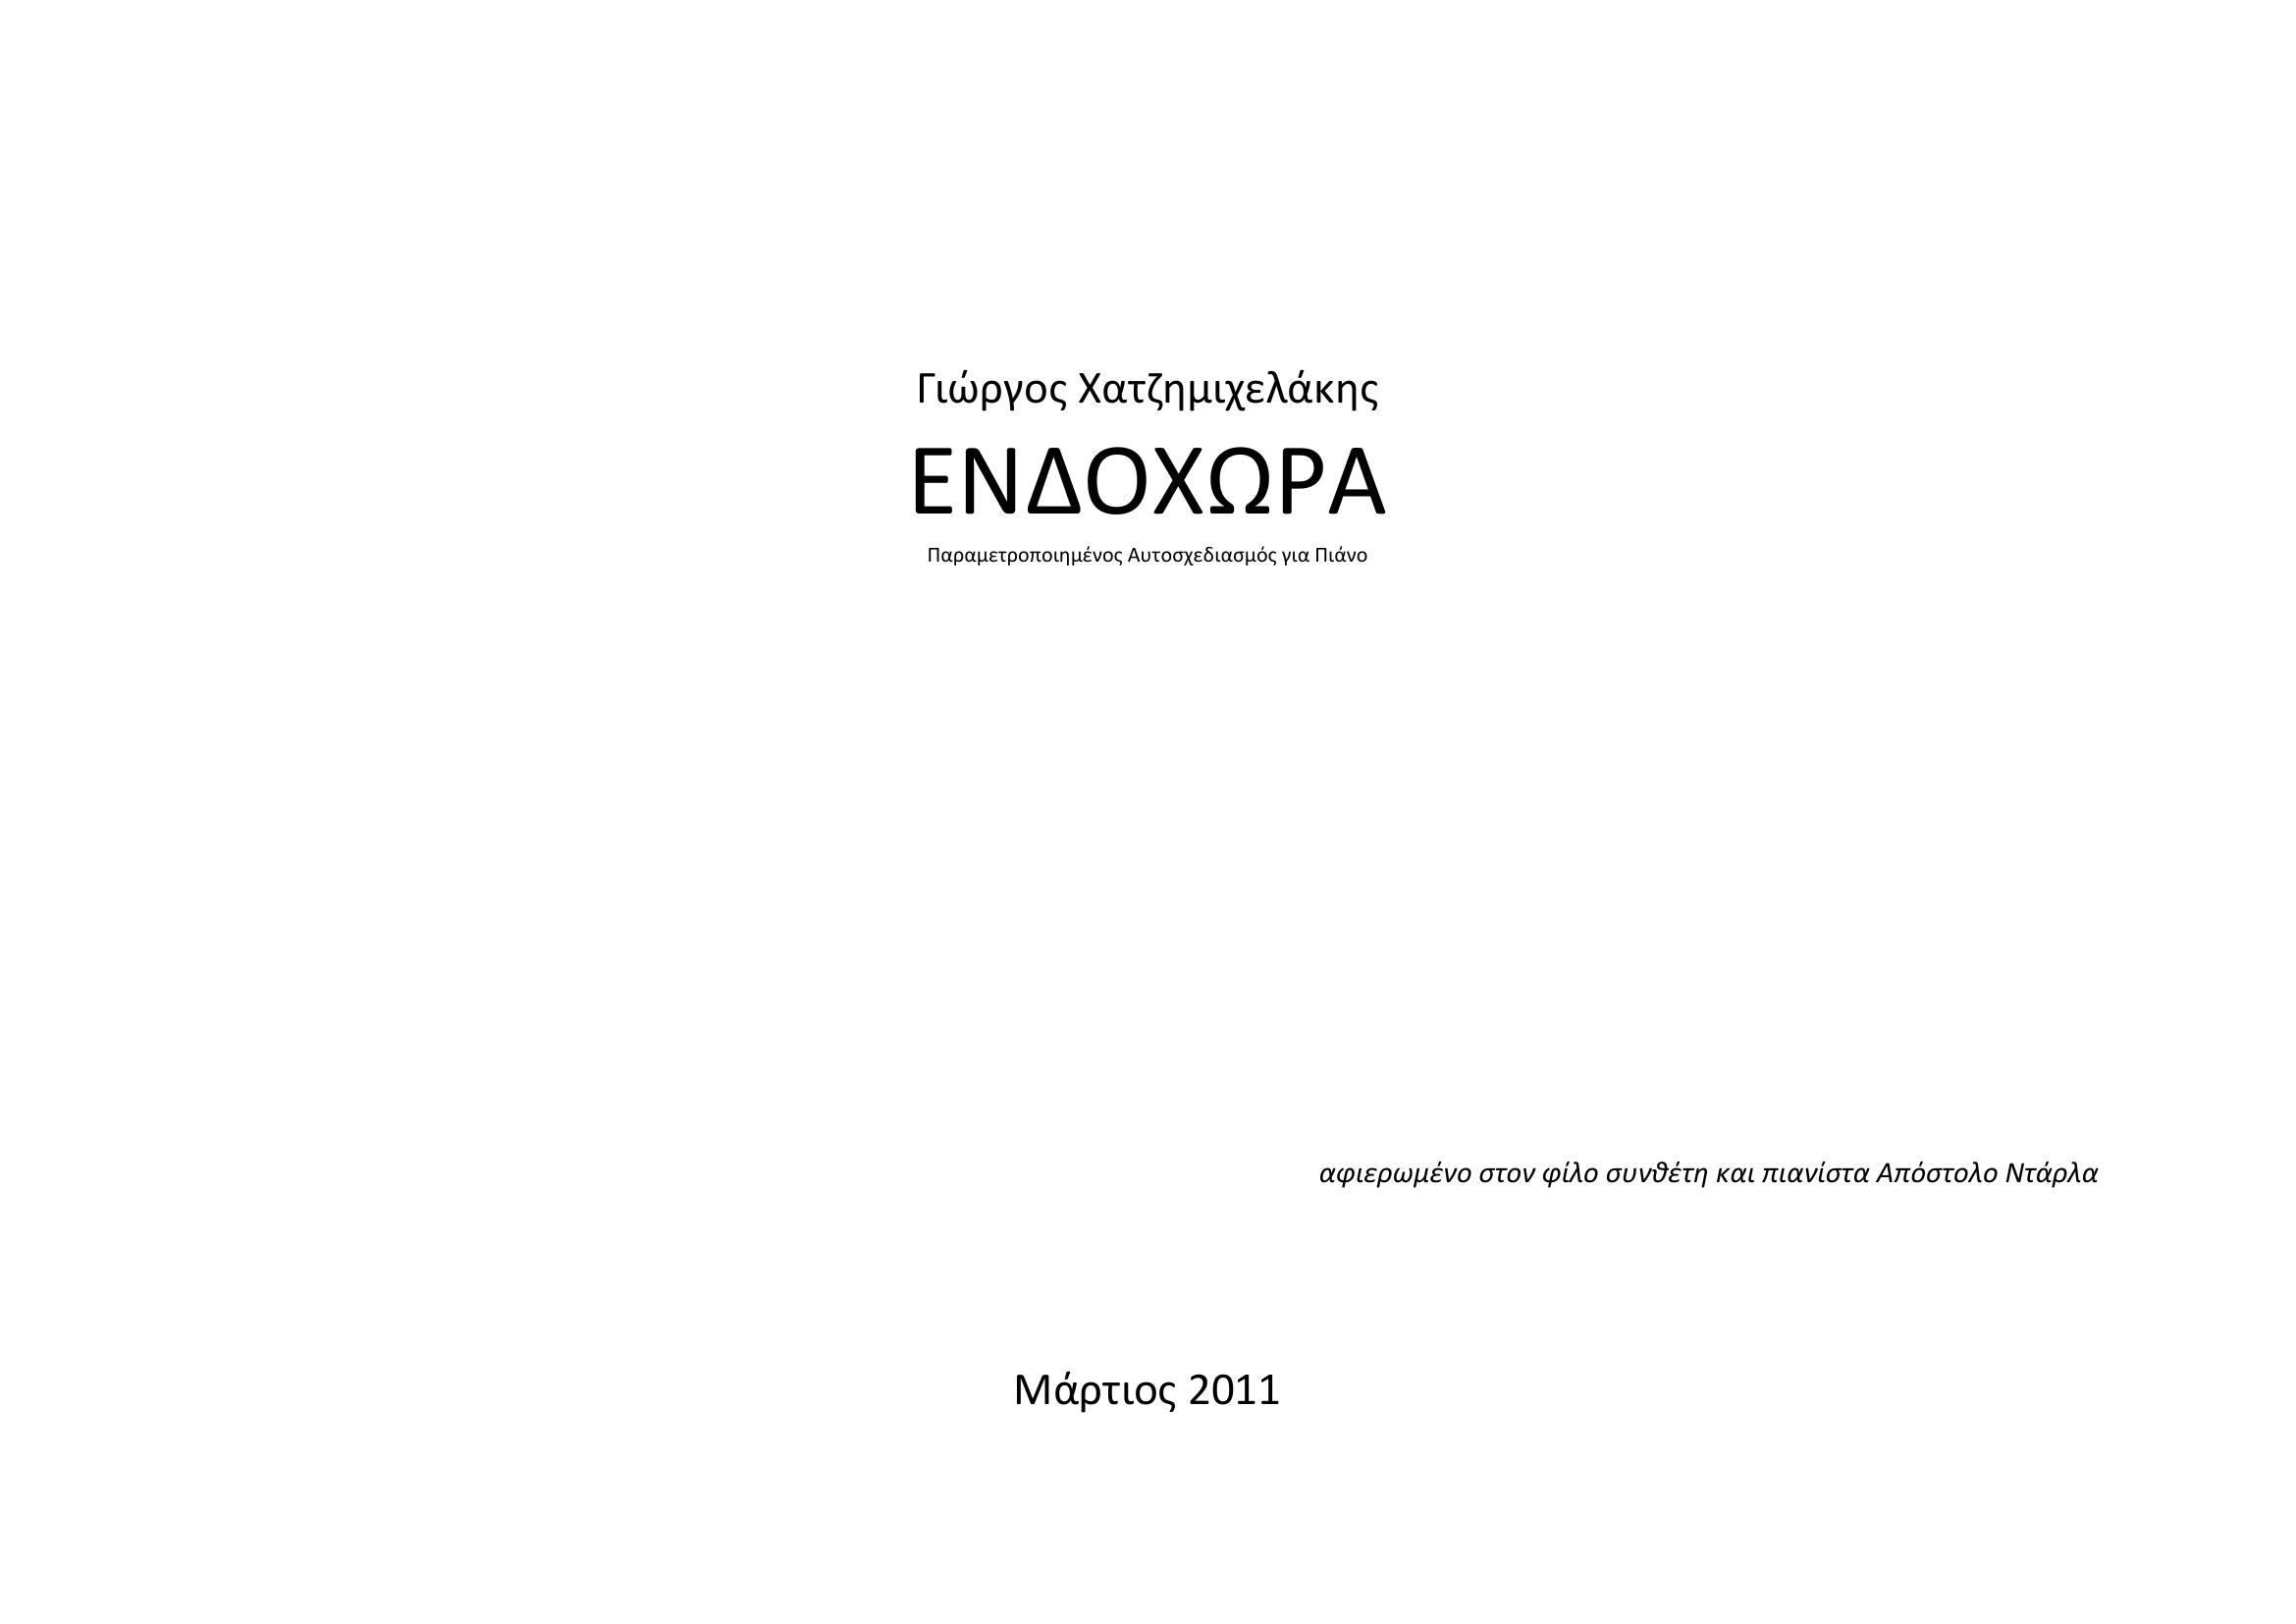 Γιώργος Χατζημιχελάκης
ΕΝΔΟΧΩΡΑ
Παραμετροποιημένος Αυτοσχεδιασμός για Πιάνο
αφιερωμένο στον φίλο συνθέτη και πιανίστα Απόστολο Ντάρλα
Μάρτιος 2011